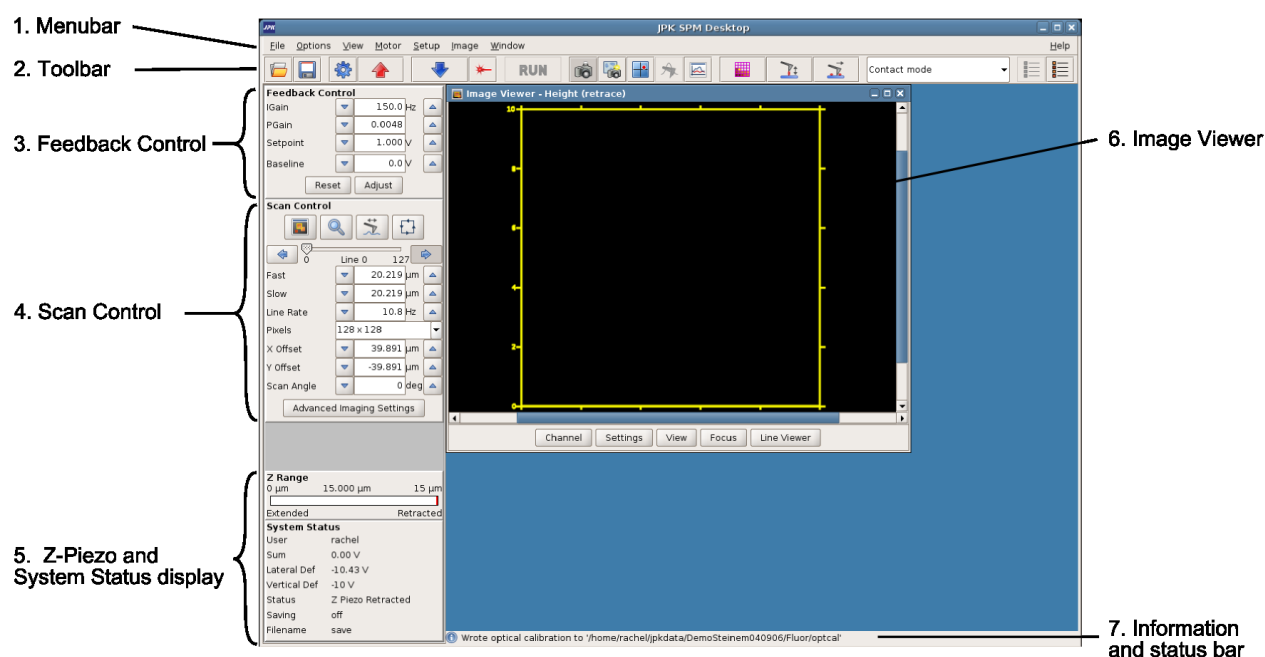 1. Menubar
2. Toolbar
3. Feedback Control
4. Scan Control
5. Z-Piezo and
System Status display
JPK JPK SPM Desktop
File Options View Motor Setup Image Window Help
RUN Contact mode
Feedback Control
IGain 150.0 Hz
PGain 0.0048
Setpoint 1.000 V
Baseline 0.0 V
Reset Adjust
Scan Control
0 Line 0 127
Fast 20.219 µm
Slow 20.219 µm
Line Rate 10.8 Hz
Pixels 128 x 128
X Offset 39.891 µm
Y Offset -39.891 µm
Scan Angle 0 deg
Advanced Imaging Settings
Z Range
0 µm 15.000 µm 15 µm
Extended Retracted
System Status
User rachel
Sum 0.00 V
Lateral Def -10.43 V
Vertical Def -10 V
Status Z Piezo Retracted
Saving off
Filename save
Image Viewer - Height (retrace)
10
8
6
4
2
0
Channel Settings View Focus Line Viewer
Wrote optical calibration to '/home/rachel/jpkdata/DemoSteinem040906/Fluor/optcal'
6. Image Viewer
7. Information
and status bar